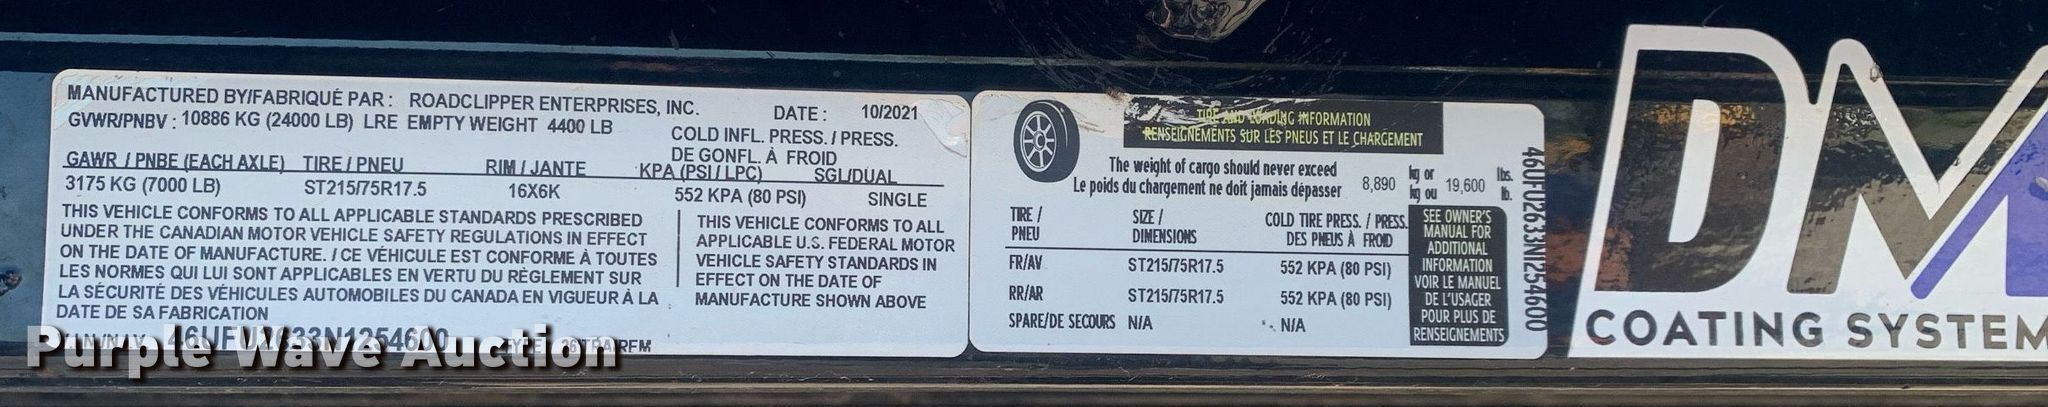 MANUFACTURED BY/FABRIQUÉ PAR : ROADCLIPPER ENTERPRISES, INC. DATE : 10/2021
GVWR/PNBV : 10886 KG (24000 LB) LRE EMPTY WEIGHT 4400 LB
COLD INFL. PRESS. / PRESS.
DE GONFL. À FROID
GAWR / PNBE (EACH AXLE) TIRE / PNEU RIM / JANTE KPA (PSI / LPC) SGL/DUAL
3175 KG (7000 LB) ST215/75R17.5 16X6K 552 KPA (80 PSI) SINGLE
THIS VEHICLE CONFORMS TO ALL APPLICABLE STANDARDS PRESCRIBED
UNDER THE CANADIAN MOTOR VEHICLE SAFETY REGULATIONS IN EFFECT
ON THE DATE OF MANUFACTURE. / CE VÉHICULE EST CONFORME À TOUTES
LES NORMES QUI LUI SONT APPLICABLES EN VERTU DU RÈGLEMENT SUR
LA SÉCURITÉ DES VÉHICULES AUTOMOBILES DU CANADA EN VIGUEUR À LA
DATE DE SA FABRICATION
THIS VEHICLE CONFORMS TO ALL
APPLICABLE U.S. FEDERAL MOTOR
VEHICLE SAFETY STANDARDS IN
EFFECT ON THE DATE OF
MANUFACTURE SHOWN ABOVE
Purple Wave Auction
TIRE AND LOADING INFORMATION
RENSEIGNEMENTS SUR LES PNEUS ET LE CHARGEMENT
The weight of cargo should never exceed
Le poids du chargement ne doit jamais dépasser
8,890 kg or
kg ou 19,600 lbs.
lb.
TIRE /
PNEU
SIZE /
DIMENSIONS
COLD TIRE PRESS. / PRESS.
DES PNEUS À FROID
FR/AV ST215/75R17.5 552 KPA (80 PSI)
RR/AR ST215/75R17.5 552 KPA (80 PSI)
SPARE/DE SECOURS N/A N/A
SEE OWNER'S
MANUAL FOR
ADDITIONAL
INFORMATION
VOIR LE MANUEL
DE L'USAGER
POUR PLUS DE
RENSEIGNEMENTS
46UFU2633N1254600
DM
COATING SYSTEM